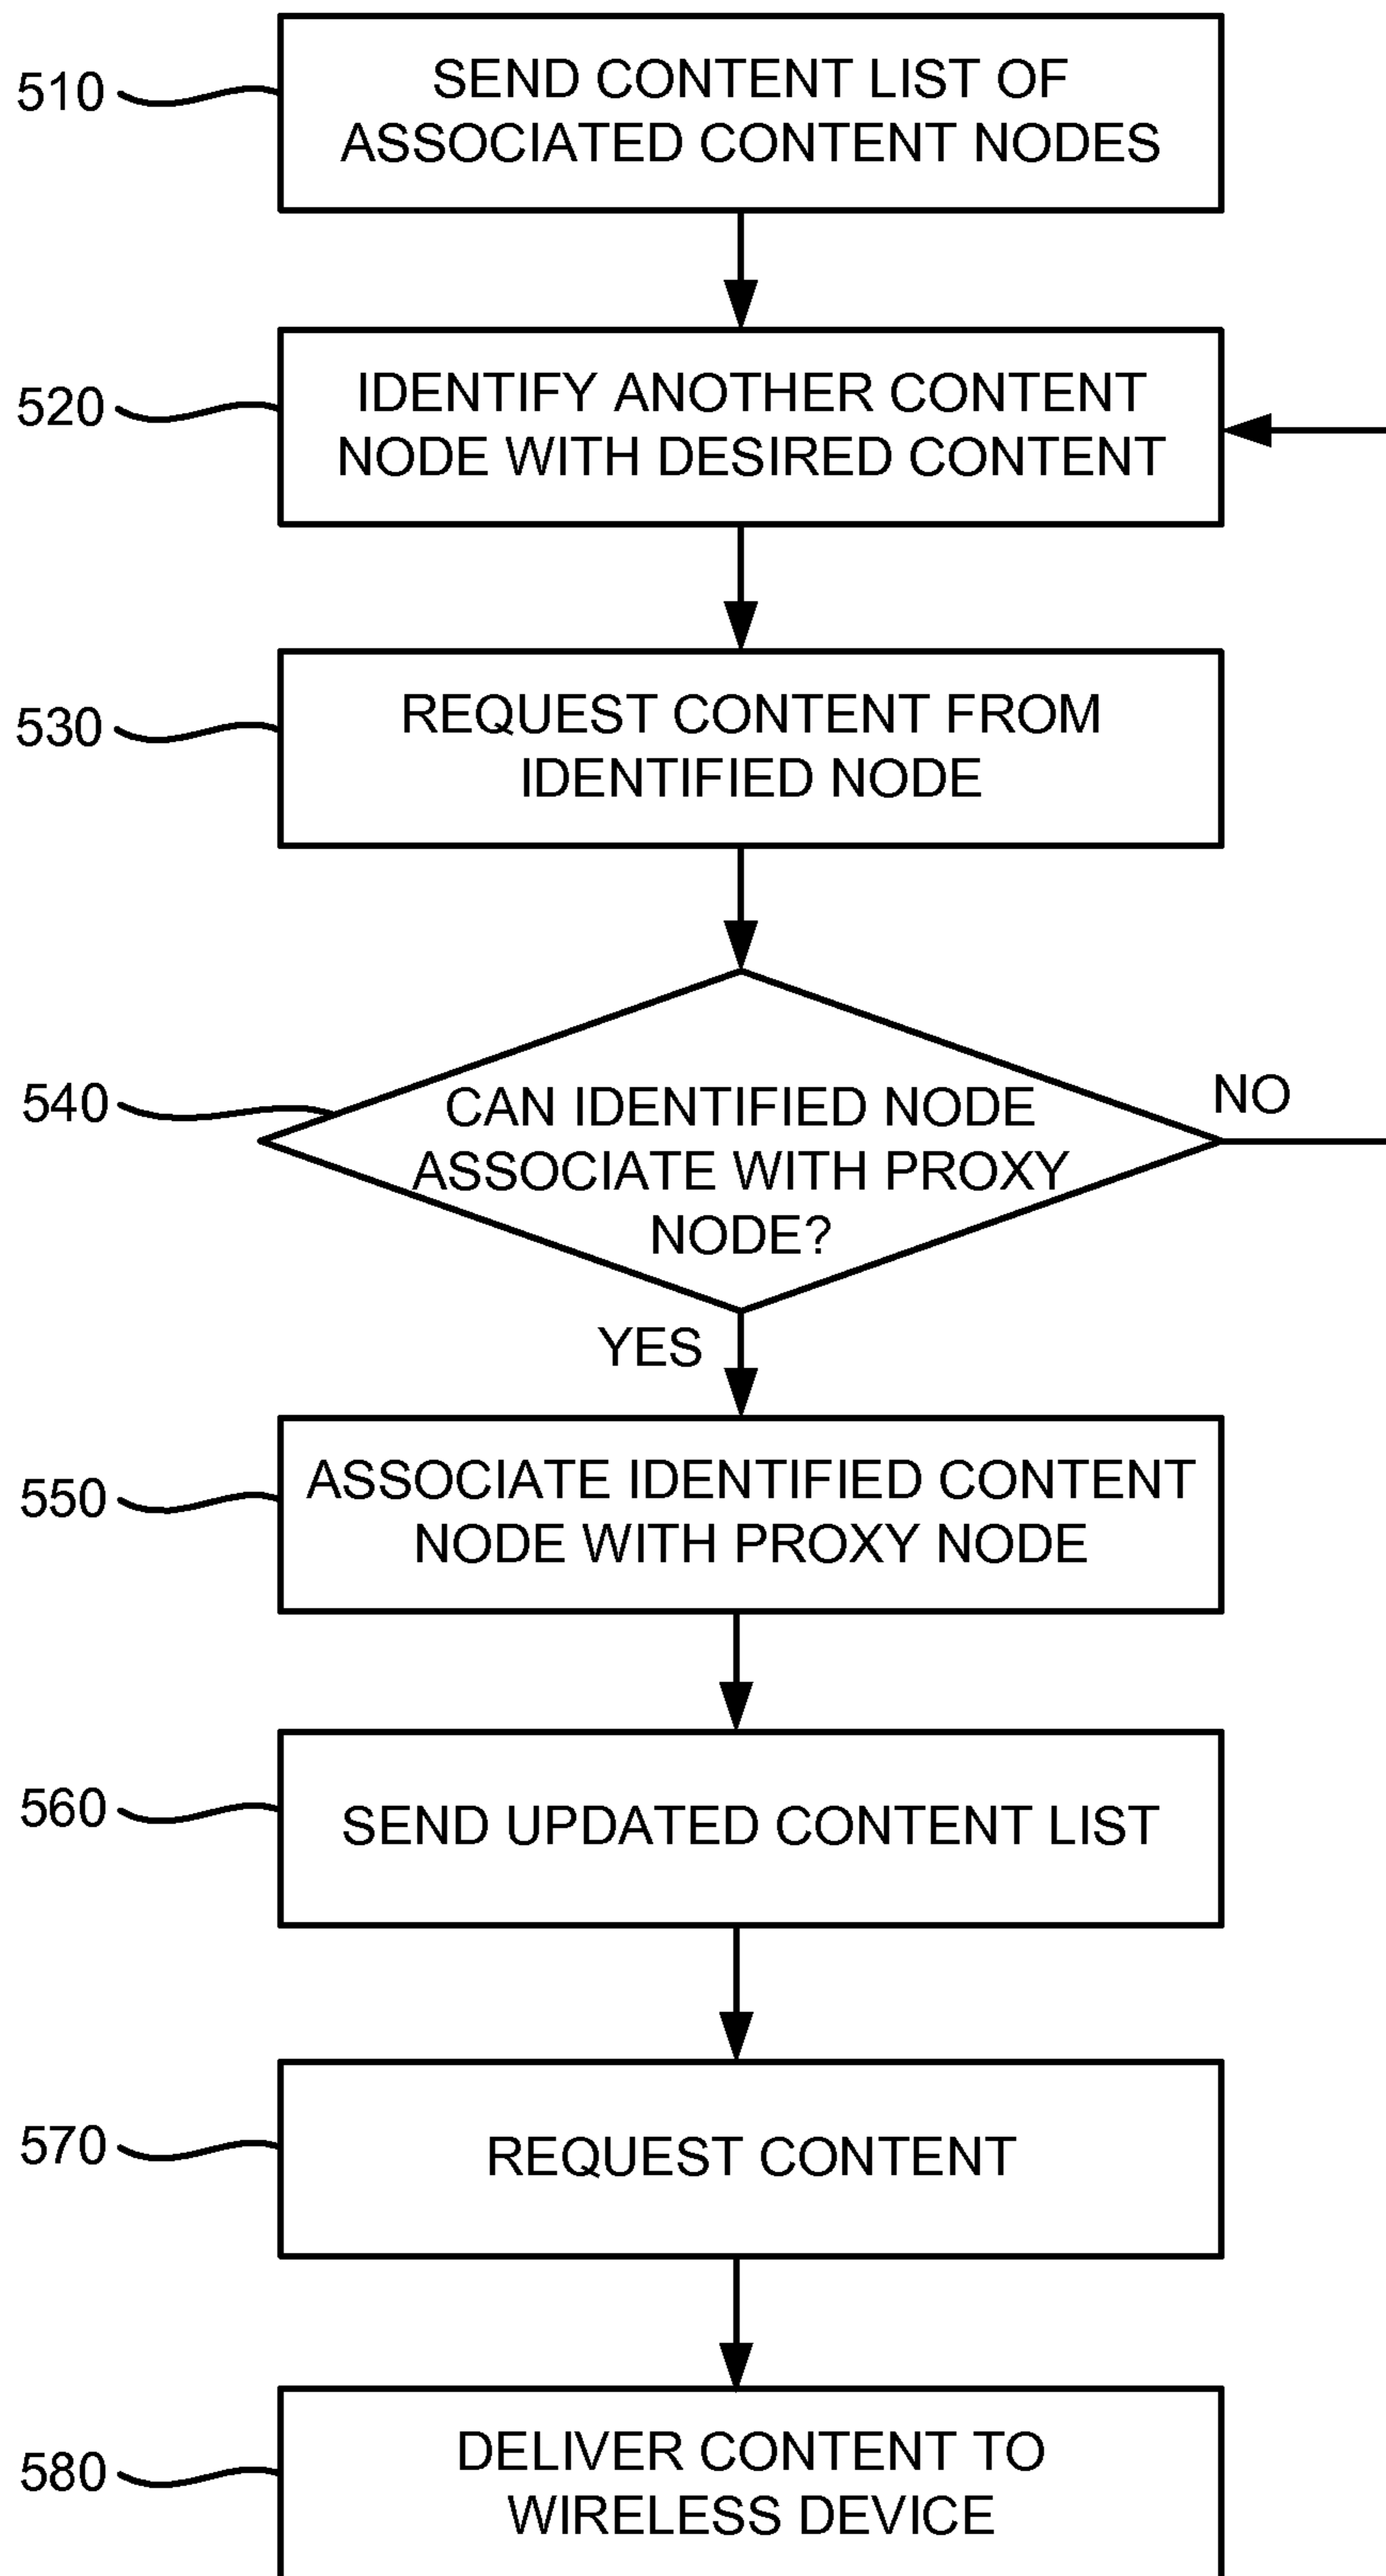 510
SEND CONTENT LIST OF
ASSOCIATED CONTENT NODES
520
IDENTIFY ANOTHER CONTENT
NODE WITH DESIRED CONTENT
530
REQUEST CONTENT FROM
IDENTIFIED NODE
540
CAN IDENTIFIED NODE
ASSOCIATE WITH PROXY
NODE?
NO
YES
550
ASSOCIATE IDENTIFIED CONTENT
NODE WITH PROXY NODE
560
SEND UPDATED CONTENT LIST
570
REQUEST CONTENT
580
DELIVER CONTENT TO
WIRELESS DEVICE